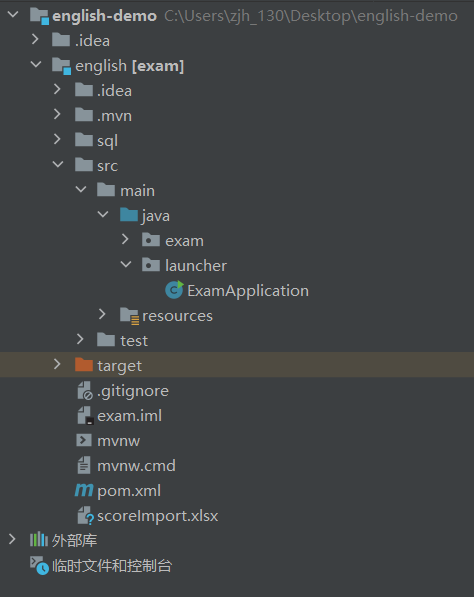 english-demo C:\Users\zjh_130\Desktop\english-demo
.idea
english [exam]
.idea
.mvn
sql
src
main
java
exam
launcher
ExamApplication
resources
test
target
.gitignore
exam.iml
mvnw
mvnw.cmd
pom.xml
scoreImport.xlsx
外部库
临时文件和控制台